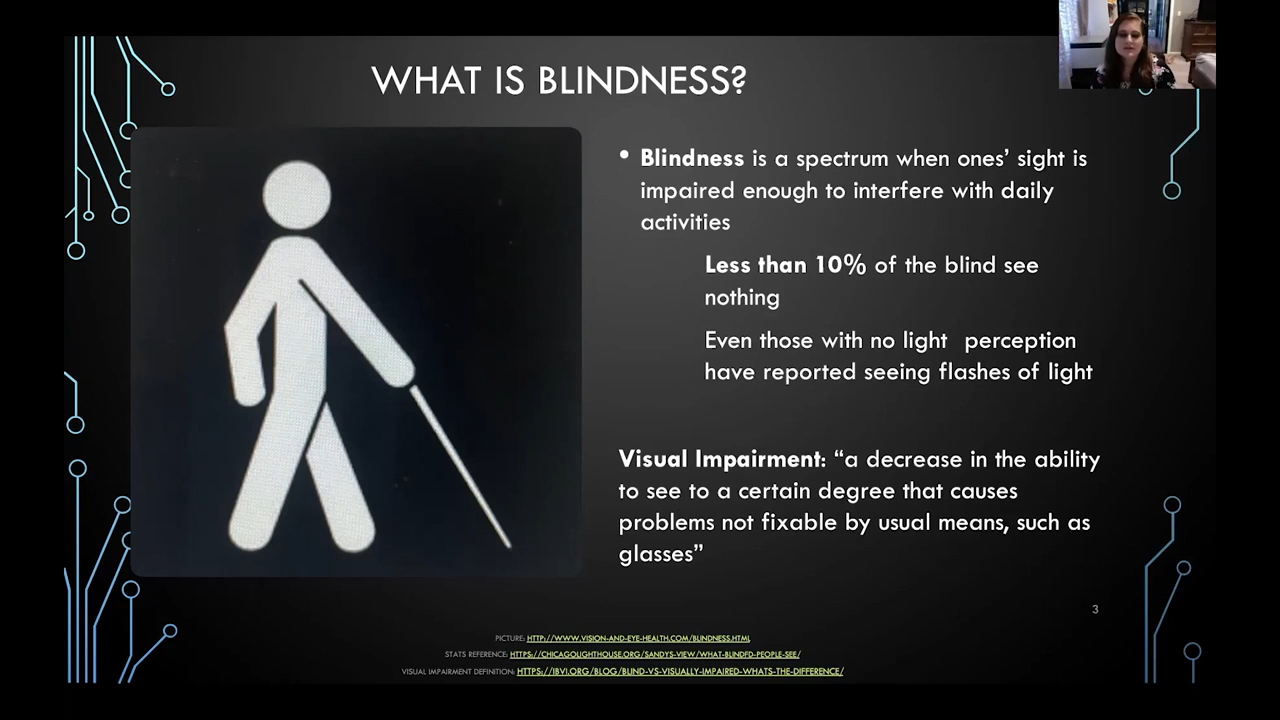 WHAT IS BLINDNESS?
• Blindness is a spectrum when ones’ sight is
impaired enough to interfere with daily
activities
Less than 10% of the blind see
nothing
Even those with no light perception
have reported seeing flashes of light
Visual Impairment: “a decrease in the ability
to see to a certain degree that causes
problems not fixable by usual means, such as
glasses”
3
PICTURE: HTTP://WWW.VISION-AND-EYE-HEALTH.COM/BLINDNESS.HTML
STATS REFERENCE: HTTPS://CHICAGOLIGHTHOUSE.ORG/SANDYS-VIEW/WHAT-BLINDFD-PEOPLE-SEE/
VISUAL IMPAIRMENT DEFINITION: HTTPS://IBVI.ORG/BLOG/BLIND-VS-VISUALLY-IMPAIRED-WHATS-THE-DIFFERENCE/